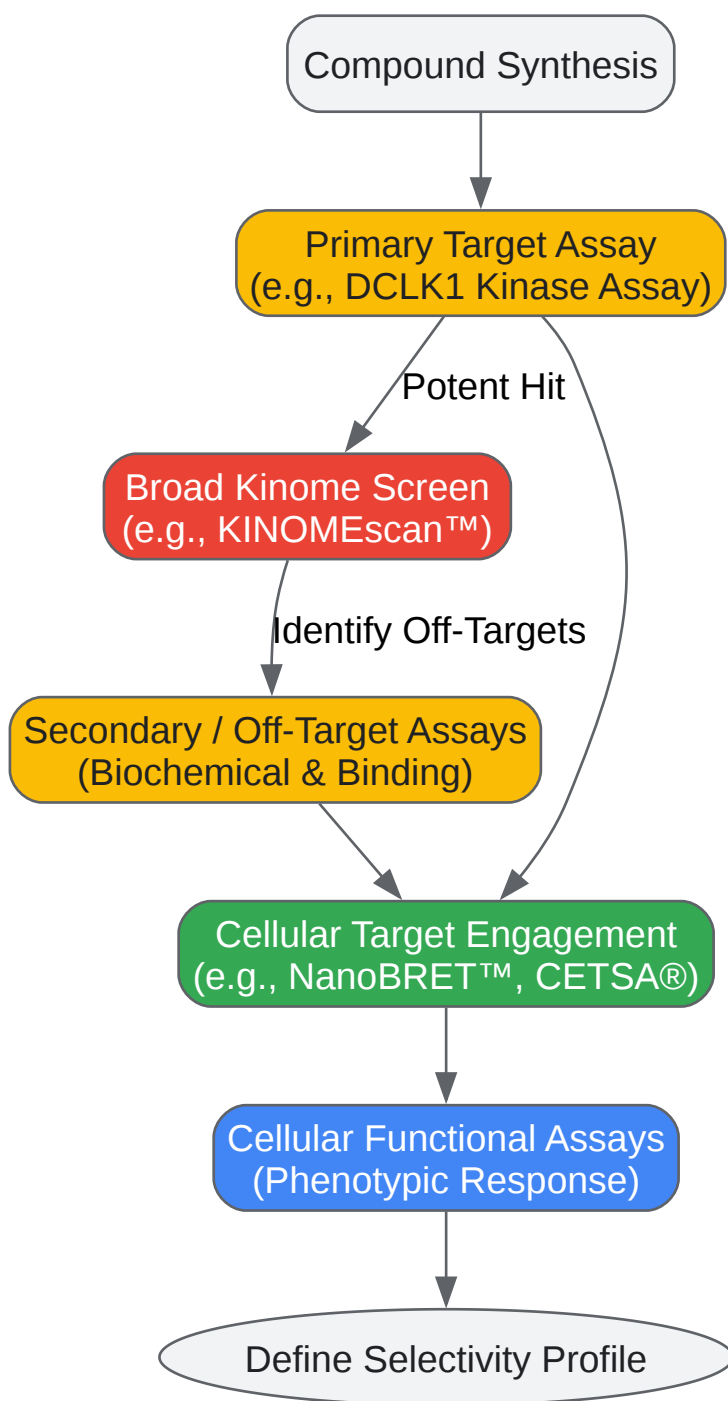 Compound Synthesis
Primary Target Assay
(e.g., DCLK1 Kinase Assay)
Potent Hit
Broad Kinome Screen
(e.g., KINOMEscan™)
Identify Off-Targets
Secondary / Off-Target Assays
(Biochemical & Binding)
Cellular Target Engagement
(e.g., NanoBRET™, CETSA®)
Cellular Functional Assays
(Phenotypic Response)
Define Selectivity Profile